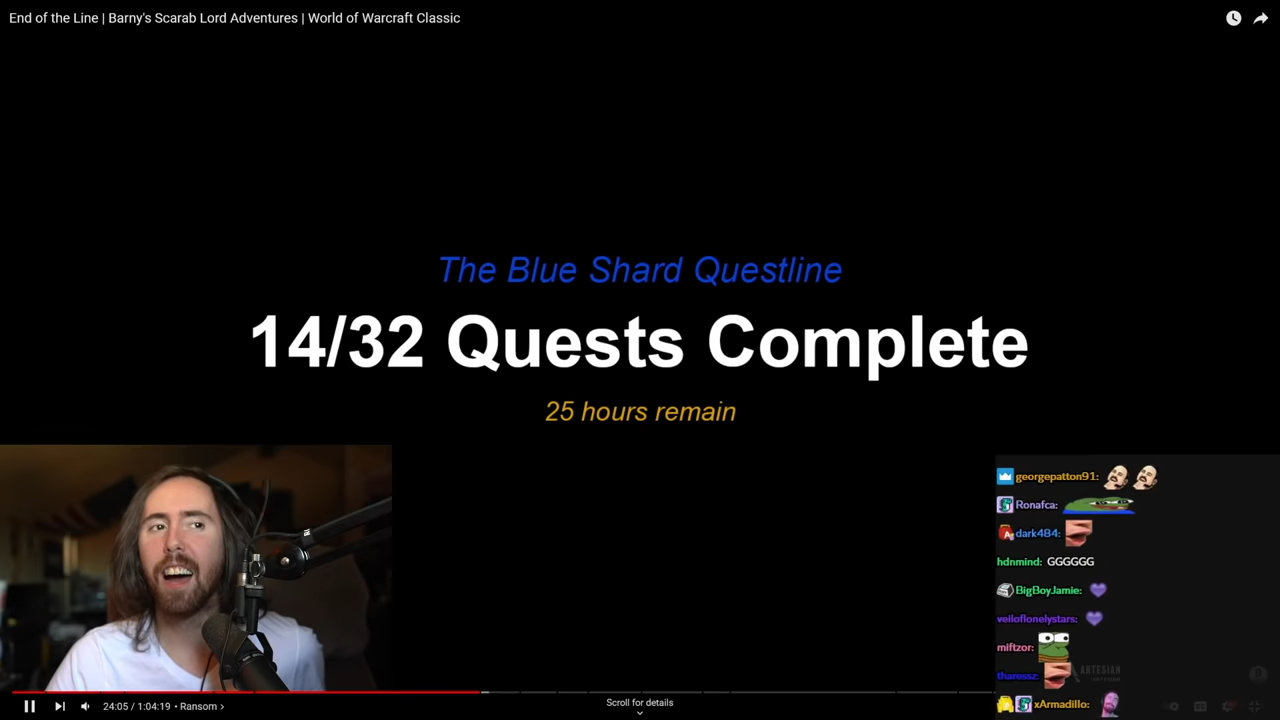 End of the Line | Barny's Scarab Lord Adventures | World of Warcraft Classic
The Blue Shard Questline
14/32 Quests Complete
25 hours remain
georgepatton91:
Ronafca:
dark484:
hdnmind: GGGGGG
BigBoyJamie:
veiloflonelystars:
miftzor:
ARTESIAN
tharessz:
xArmadillo:
24:05 / 1:04:19 • Ransom >
Scroll for details